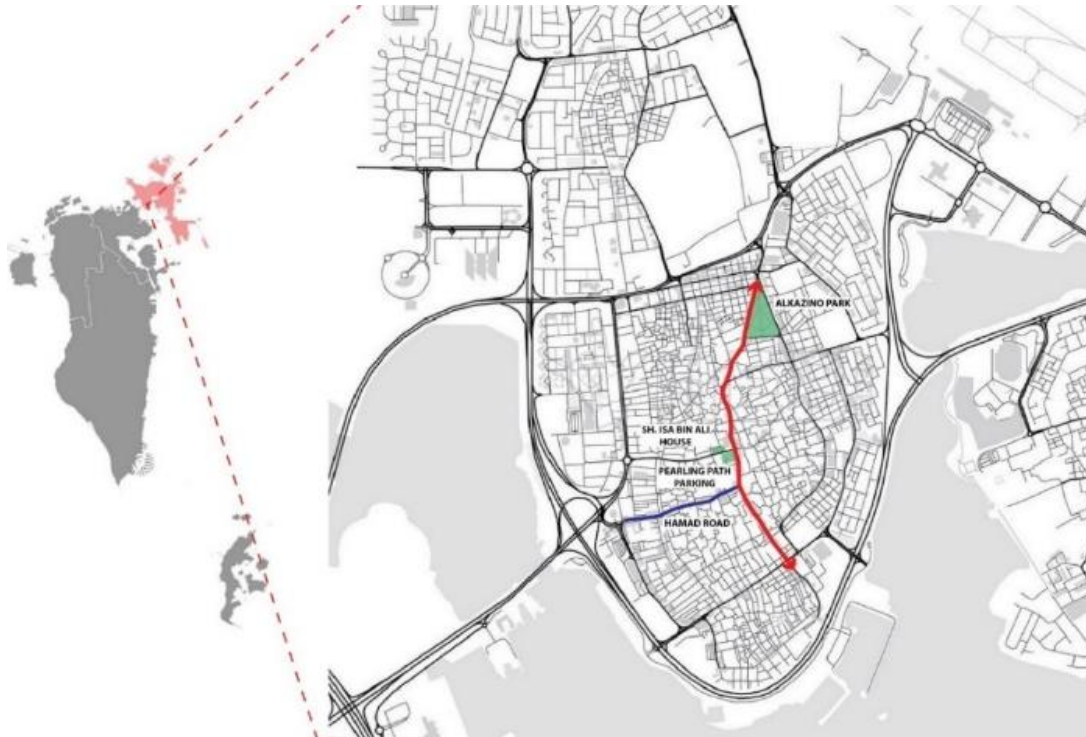 ALKAZINO PARK
SH. ISA BIN ALI
HOUSE
PEARLING PATH
PARKING
HAMAD ROAD